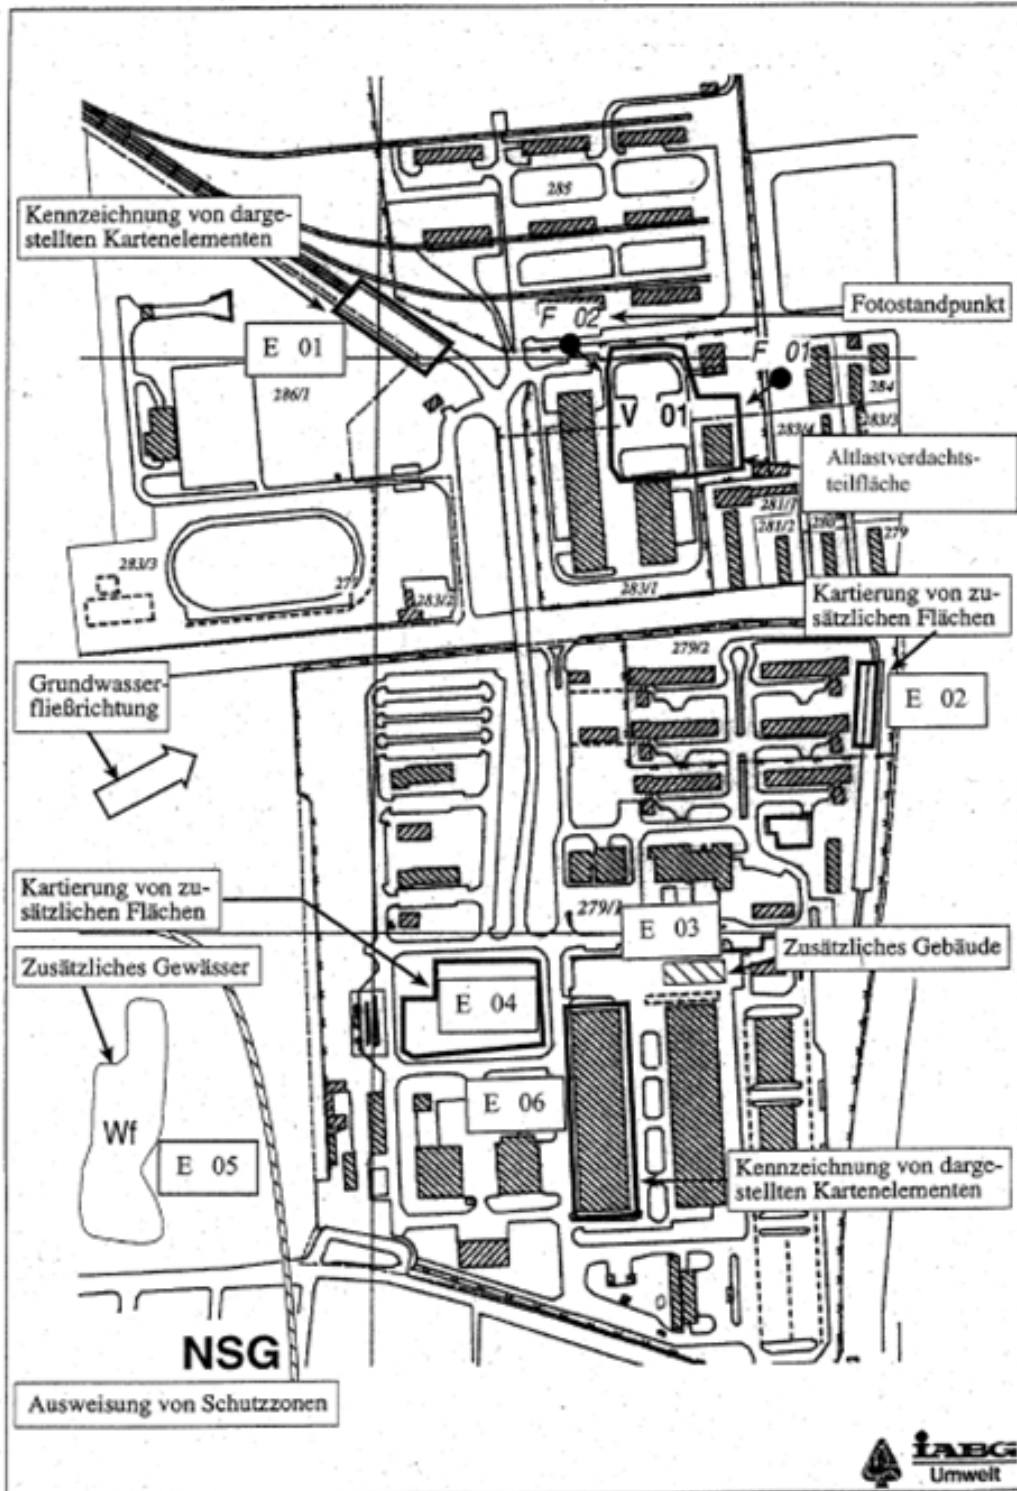 285
Kennzeichnung von darge-
stellten Kartenelementen
Fotostandpunkt
F 02
E 01
F 01
286/1
284
V 01
283/3
283/4
Altlastverdachts-
teilfläche
281/1
281/2
280
279
283/3
277
283/2
283/1
Kartierung von zu-
sätzlichen Flächen
279/2
Grundwasser-
fließrichtung
E 02
Kartierung von zu-
sätzlichen Flächen
279/1
E 03
Zusätzliches Gebäude
Zusätzliches Gewässer
E 04
E 06
Wf
E 05
Kennzeichnung von darge-
stellten Kartenelementen
NSG
Ausweisung von Schutzzonen
iABG
Umwelt